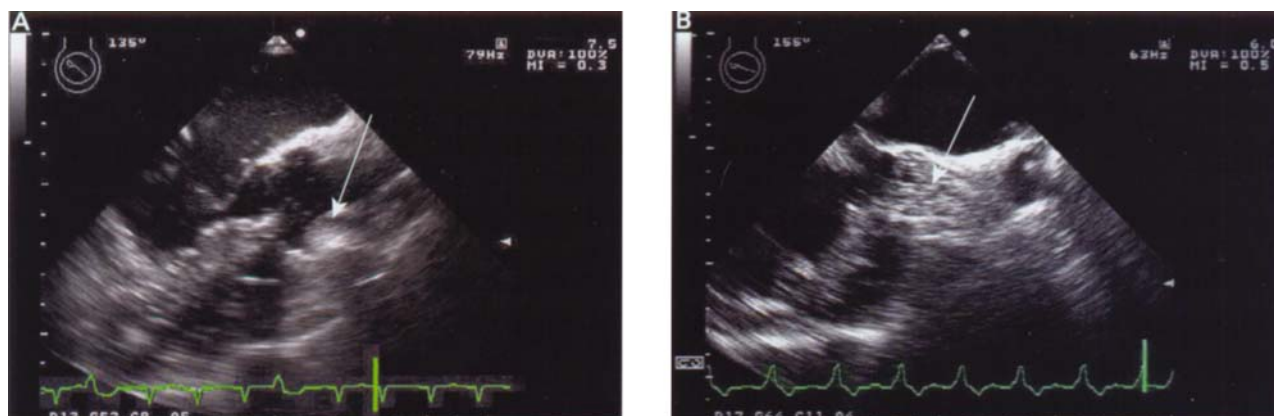 A
135°
7.5
79Hz
DVA:100%
MI = 0.3
B
155°
63Hz
DVA:100%
MI = 0.5